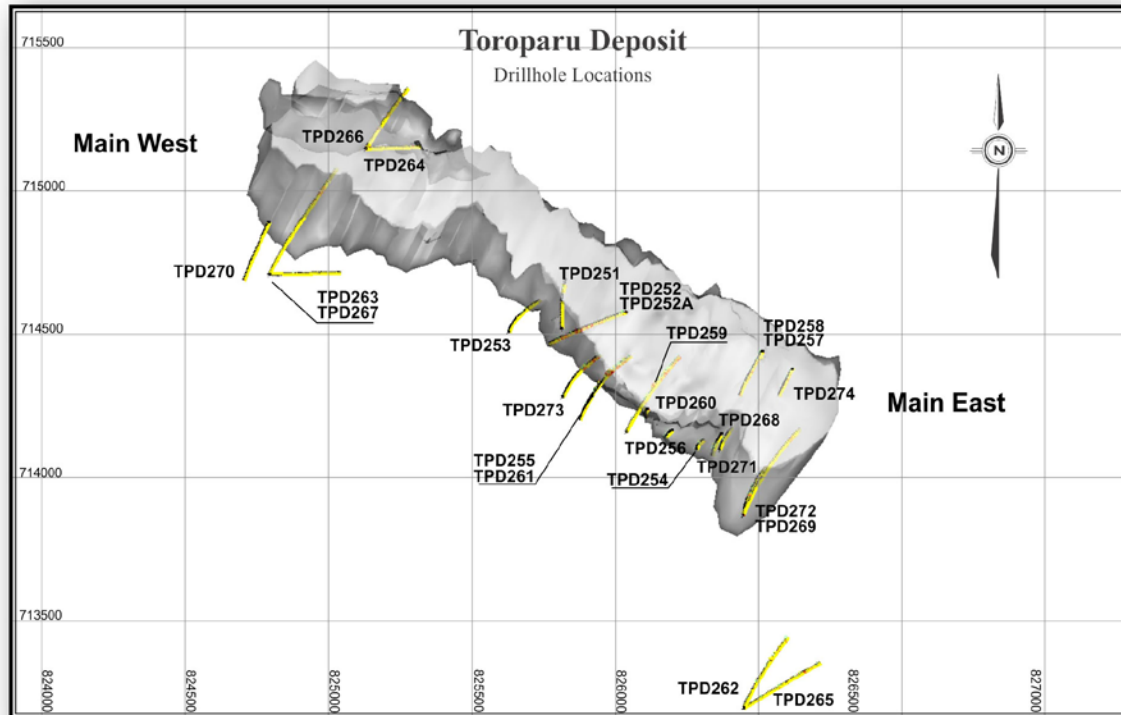 Toroparu Deposit
Drillhole Locations
N
Main West
Main East
715500
715000
714500
714000
713500
TPD266
TPD264
TPD270
TPD263
TPD267
TPD251
TPD252
TPD252A
TPD253
TPD259
TPD258
TPD257
TPD274
TPD273
TPD260
TPD268
TPD256
TPD255
TPD261
TPD254
TPD271
TPD272
TPD269
TPD262
TPD265
824000
824500
825000
825500
826000
826500
827000